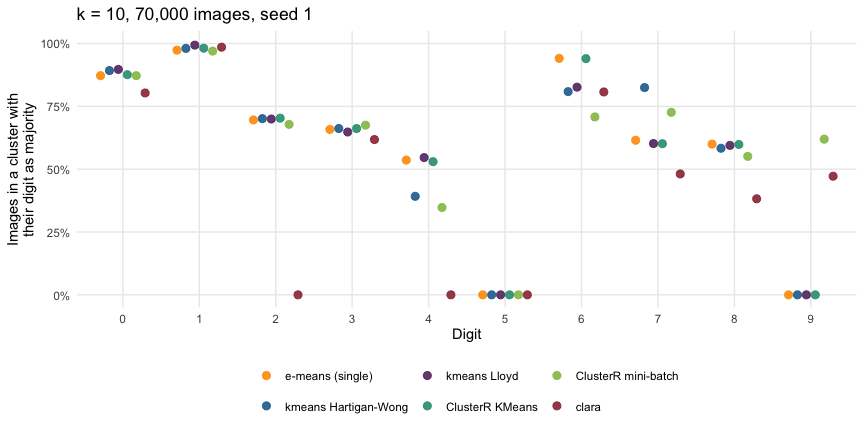 k = 10, 70,000 images, seed 1
Images in a cluster with
their digit as majority
100%
75%
50%
25%
0%
0 1 2 3 4 5 6 7 8 9
Digit
e-means (single) kmeans Lloyd ClusterR mini-batch
kmeans Hartigan-Wong ClusterR KMeans clara